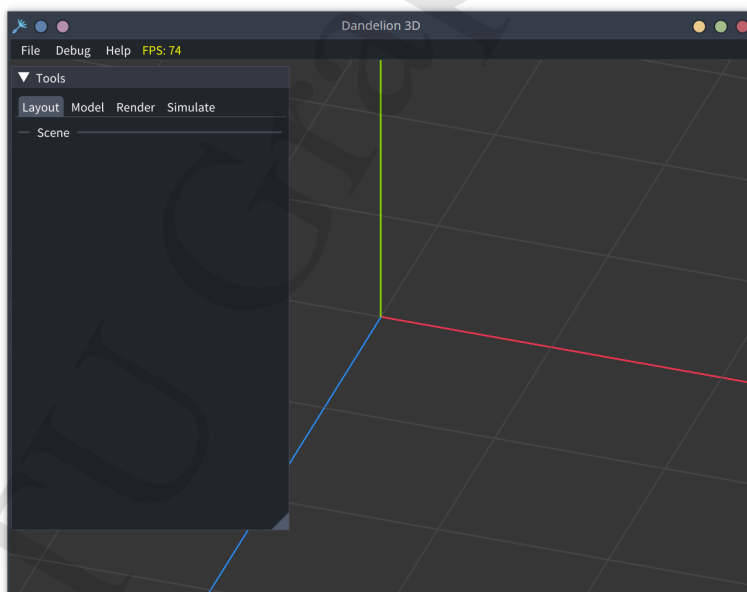 Dandelion 3D
File Debug Help FPS: 74
Tools
Layout Model Render Simulate
Scene